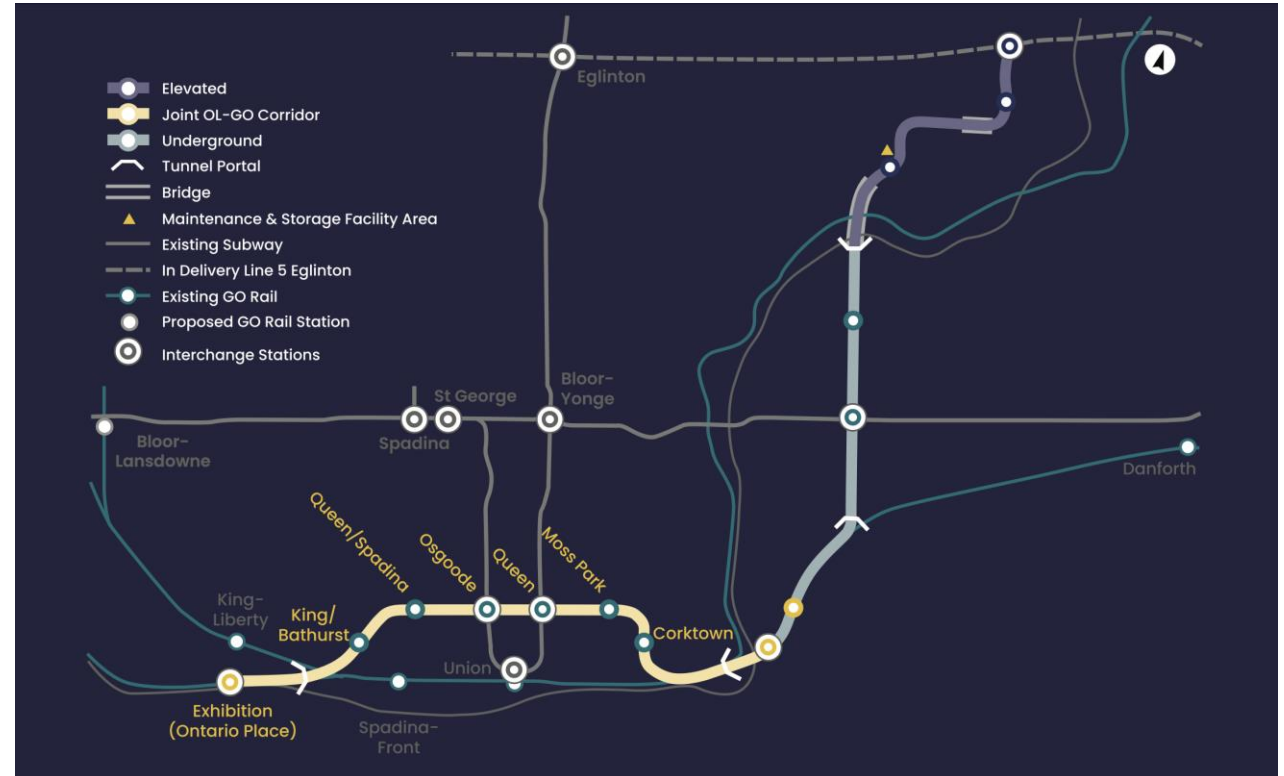 Elevated
Joint OL-GO Corridor
Underground
Tunnel Portal
Bridge
Maintenance & Storage Facility Area
Existing Subway
In Delivery Line 5 Eglinton
Existing GO Rail
Proposed GO Rail Station
Interchange Stations
Eglinton
St George
Bloor-
Yonge
Spadina
Bloor-
Lansdowne
Danforth
Queen/Spadina
Osgoode
Queen
Moss Park
King-
Liberty
King/
Bathurst
Corktown
Union
Exhibition
(Ontario Place)
Spadina-
Front